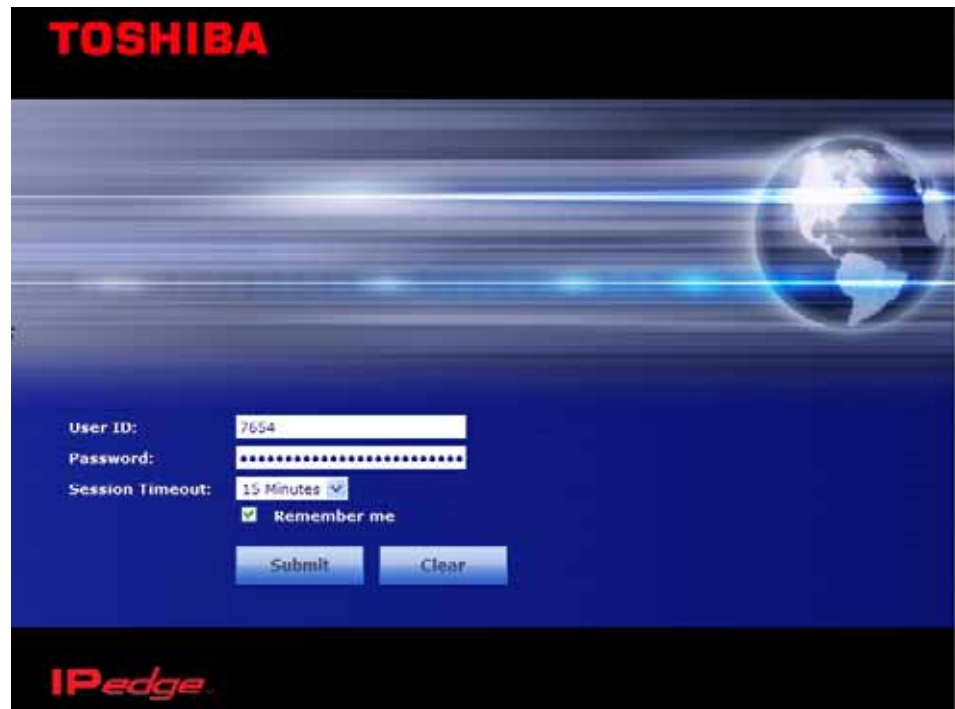 TOSHIBA
User ID: 7654
Password: •••••••••••••••••••••••••
Session Timeout: 15 Minutes
Remember me
Submit Clear
IPedge